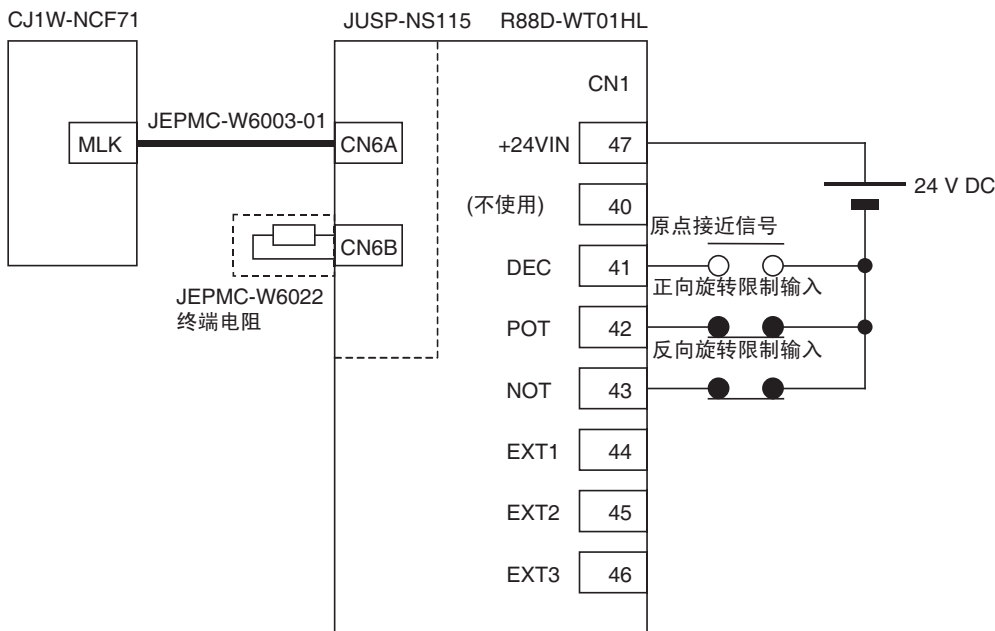 CJ1W-NCF71
JUSP-NS115
R88D-WT01HL
CN1
JEPMC-W6003-01
MLK
CN6A
+24VIN
47
24 V DC
(不使用)
40
原点接近信号
CN6B
DEC
41
正向旋转限制输入
JEPMC-W6022
终端电阻
POT
42
反向旋转限制输入
NOT
43
EXT1
44
EXT2
45
EXT3
46